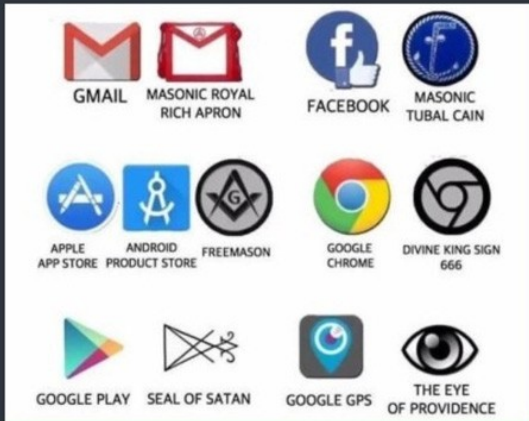 GMAIL
MASONIC ROYAL
RICH APRON
FACEBOOK
MASONIC
TUBAL CAIN
G
APPLE
APP STORE
ANDROID
PRODUCT STORE
FREEMASON
GOOGLE
CHROME
DIVINE KING SIGN
666
GOOGLE PLAY
SEAL OF SATAN
GOOGLE GPS
THE EYE
OF PROVIDENCE